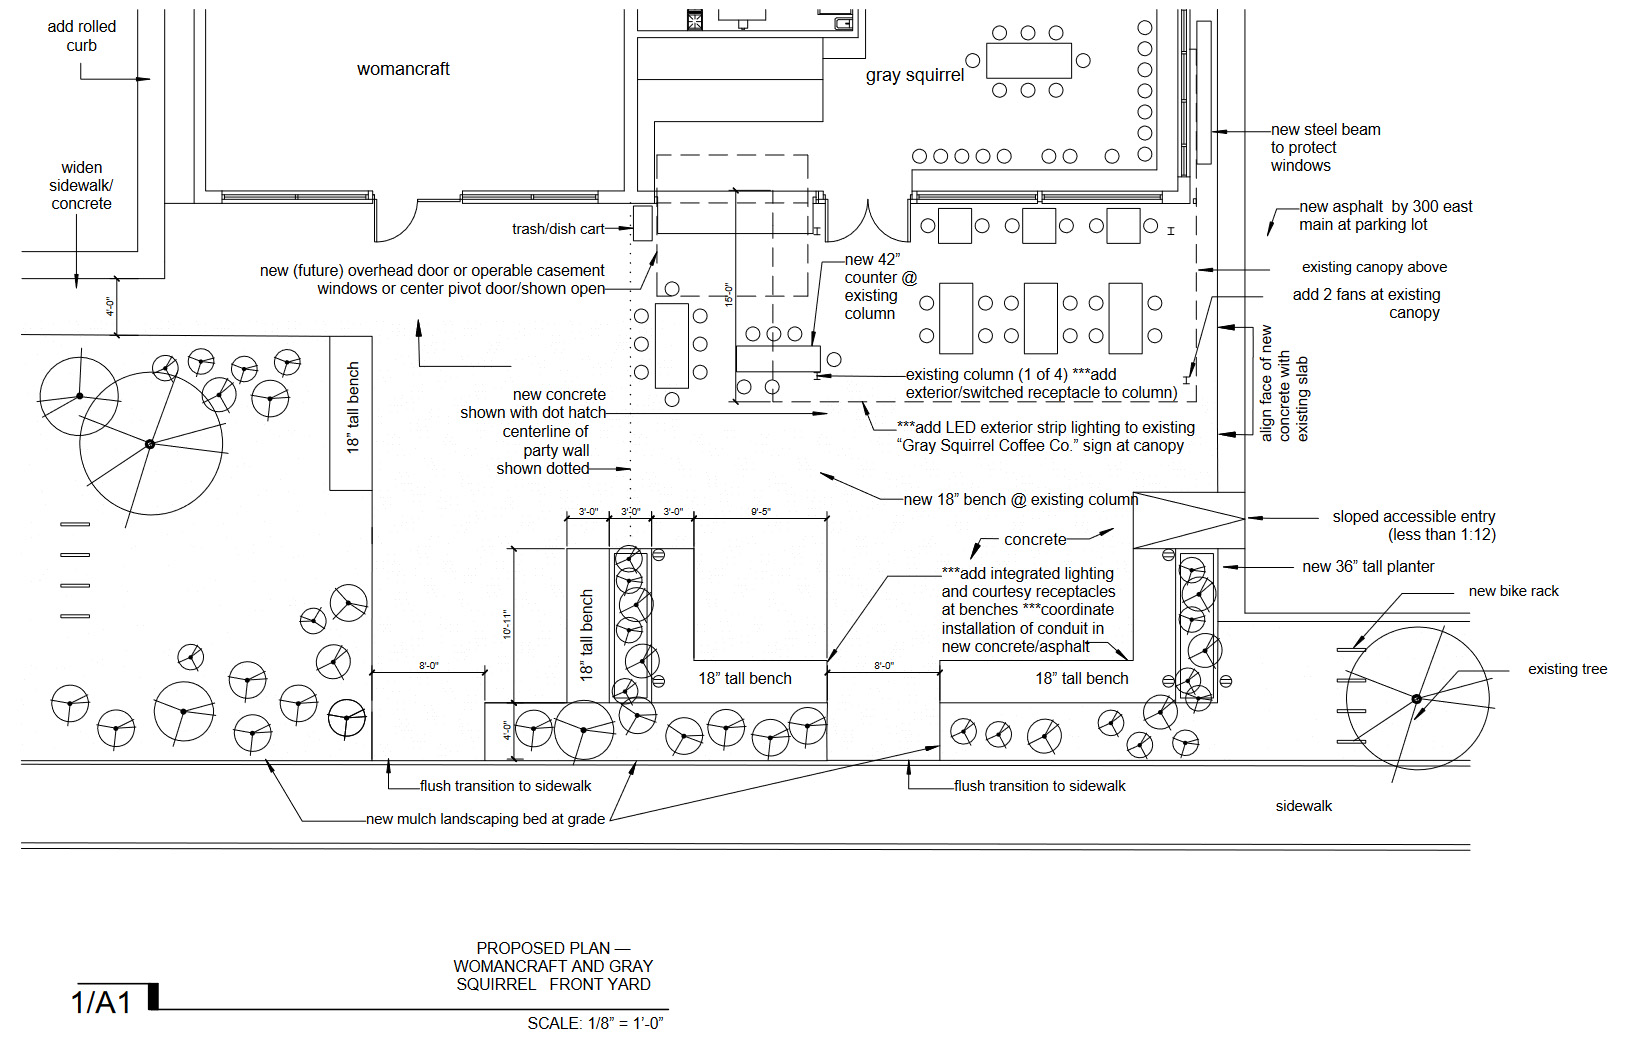 add rolled
curb
womancraft
gray squirrel
new steel beam
to protect
windows
widen
sidewalk/
concrete
new asphalt  by 300 east
main at parking lot
trash/dish cart
new (future) overhead door or operable casement
windows or center pivot door/shown open
new 42”
counter @
existing
column
existing canopy above
add 2 fans at existing
canopy
4'-0"
15'-0"
align face of new
concrete with
existing slab
18” tall bench
new concrete
shown with dot hatch
centerline of
party wall
shown dotted
existing column (1 of 4) ***add
exterior/switched receptacle to column)
***add LED exterior strip lighting to existing
“Gray Squirrel Coffee Co.” sign at canopy
new 18” bench @ existing column
3'-0"
3'-0"
3'-0"
9'-5"
sloped accessible entry
(less than 1:12)
concrete
***add integrated lighting
and courtesy receptacles
at benches ***coordinate
installation of conduit in
new concrete/asphalt
new 36” tall planter
new bike rack
10'-11"
18” tall bench
8'-0"
18” tall bench
8'-0"
18” tall bench
existing tree
4'-0"
flush transition to sidewalk
flush transition to sidewalk
new mulch landscaping bed at grade
sidewalk
PROPOSED PLAN —
WOMANCRAFT AND GRAY
SQUIRREL   FRONT YARD
1/A1
SCALE: 1/8” = 1’-0”